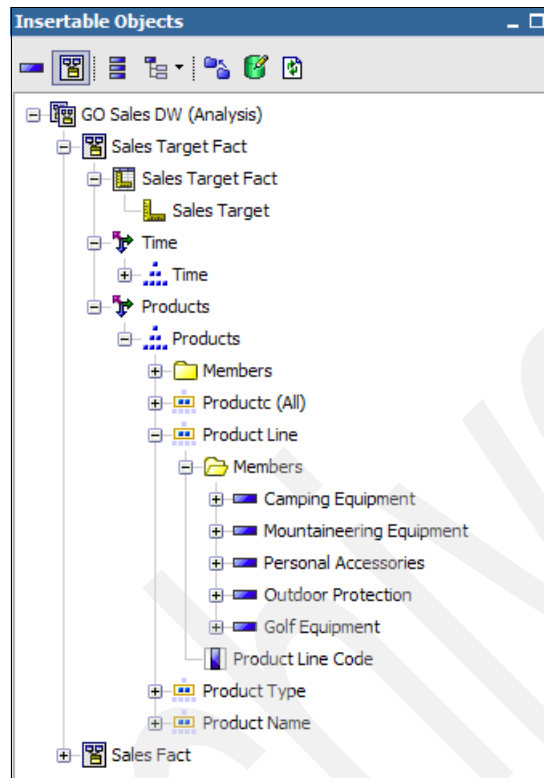 Insertable Objects
GO Sales DW (Analysis)
Sales Target Fact
Sales Target Fact
Sales Target
Time
Time
Products
Products
Members
Productc (All)
Product Line
Members
Camping Equipment
Mountaineering Equipment
Personal Accessories
Outdoor Protection
Golf Equipment
Product Line Code
Product Type
Product Name
Sales Fact